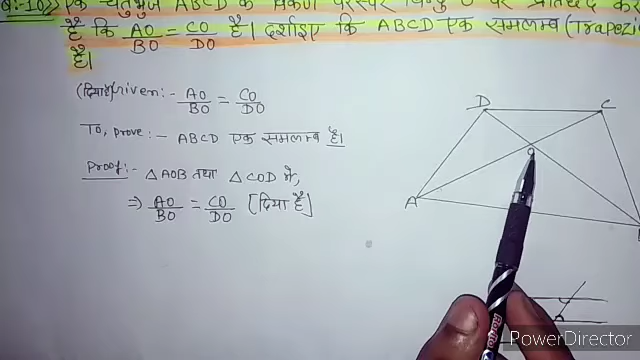 एक चतुर्भुज ABCD के विकर्ण परस्पर बिन्दु O पर प्रतिच्छेद कर
है कि AO/BO = CO/DO है। दर्शाइए कि ABCD एक समलम्ब (Trapezi
है।
(दिया है) Given:- AO/BO = CO/DO
To, prove:- ABCD एक समलम्ब है।
Proof:- △AOB तथा △COD में,
⇒ AO/BO = CO/DO [दिया है]
D C
O
A
PowerDirector